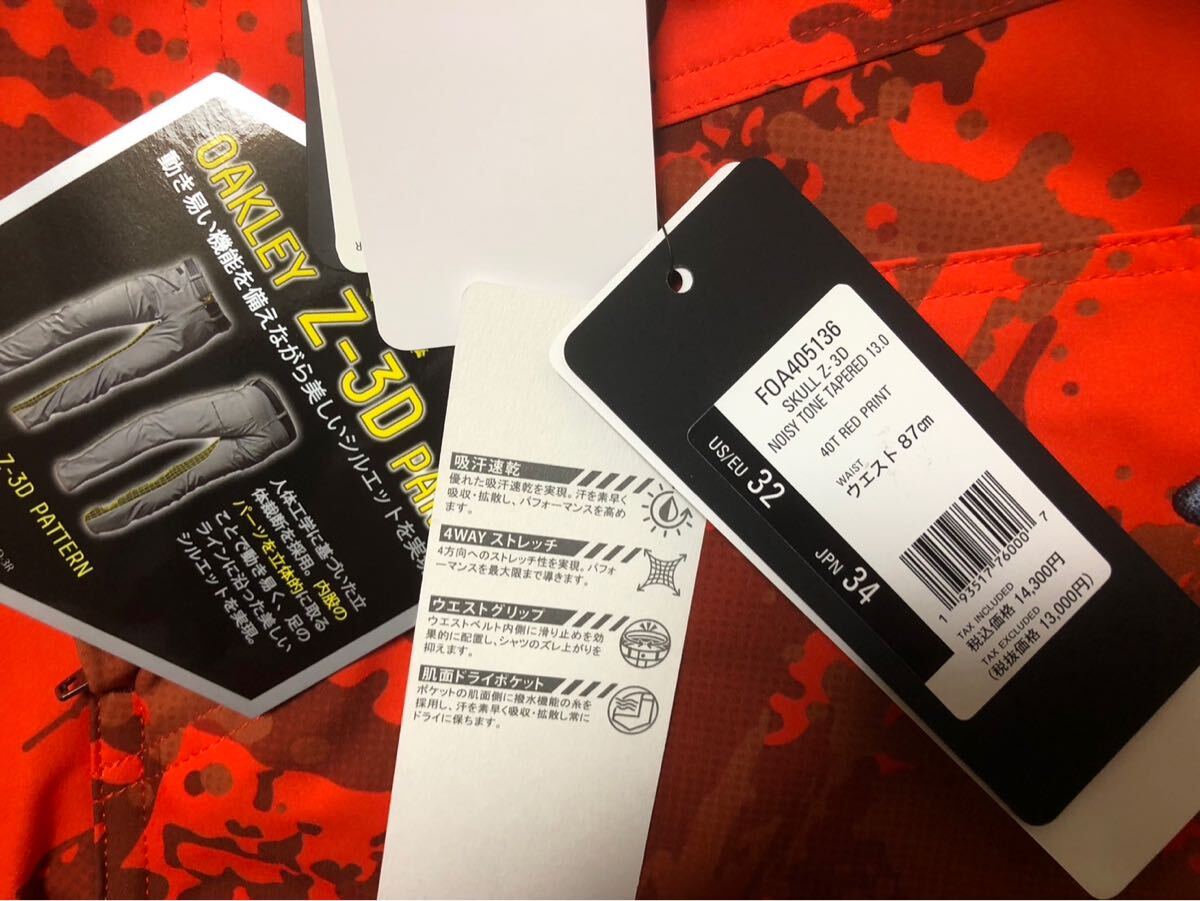 OAKLEY Z-3D
動き易い機能を備えながら美しいシルエットを実
人体工学に基づいた立
体裁断を採用。内股の
パーツを立体的に取る
ことで動き易く、足の
ラインに沿った美しい
シルエットを実現。
Z-3D PATTERN
R
吸汗速乾
優れた吸汗速乾を実現。汗を素早く
吸収・拡散し、パフォーマンスを高め
ます。
4WAY ストレッチ
4方向へのストレッチ性を実現。パフォ
ーマンスを最大限まで導きます。
ウエストグリップ
ウエストベルト内側に滑り止めを効
果的に配置し、シャツのズレ上がりを
抑えます。
肌面ドライポケット
ポケットの肌面側に撥水機能の糸を
採用し、汗を素早く吸収・拡散し常に
ドライに保ちます。
FOA405136
SKULL Z-3D
NOISY TONE TAPERED 13.0
40T RED PRINT
WAIST
ウエスト 87cm
US/EU 32
JPN 34
1 93517 76000 7
TAX INCLUDED
税込価格 14,300円
TAX EXCLUDED
(税抜価格 13,000円)